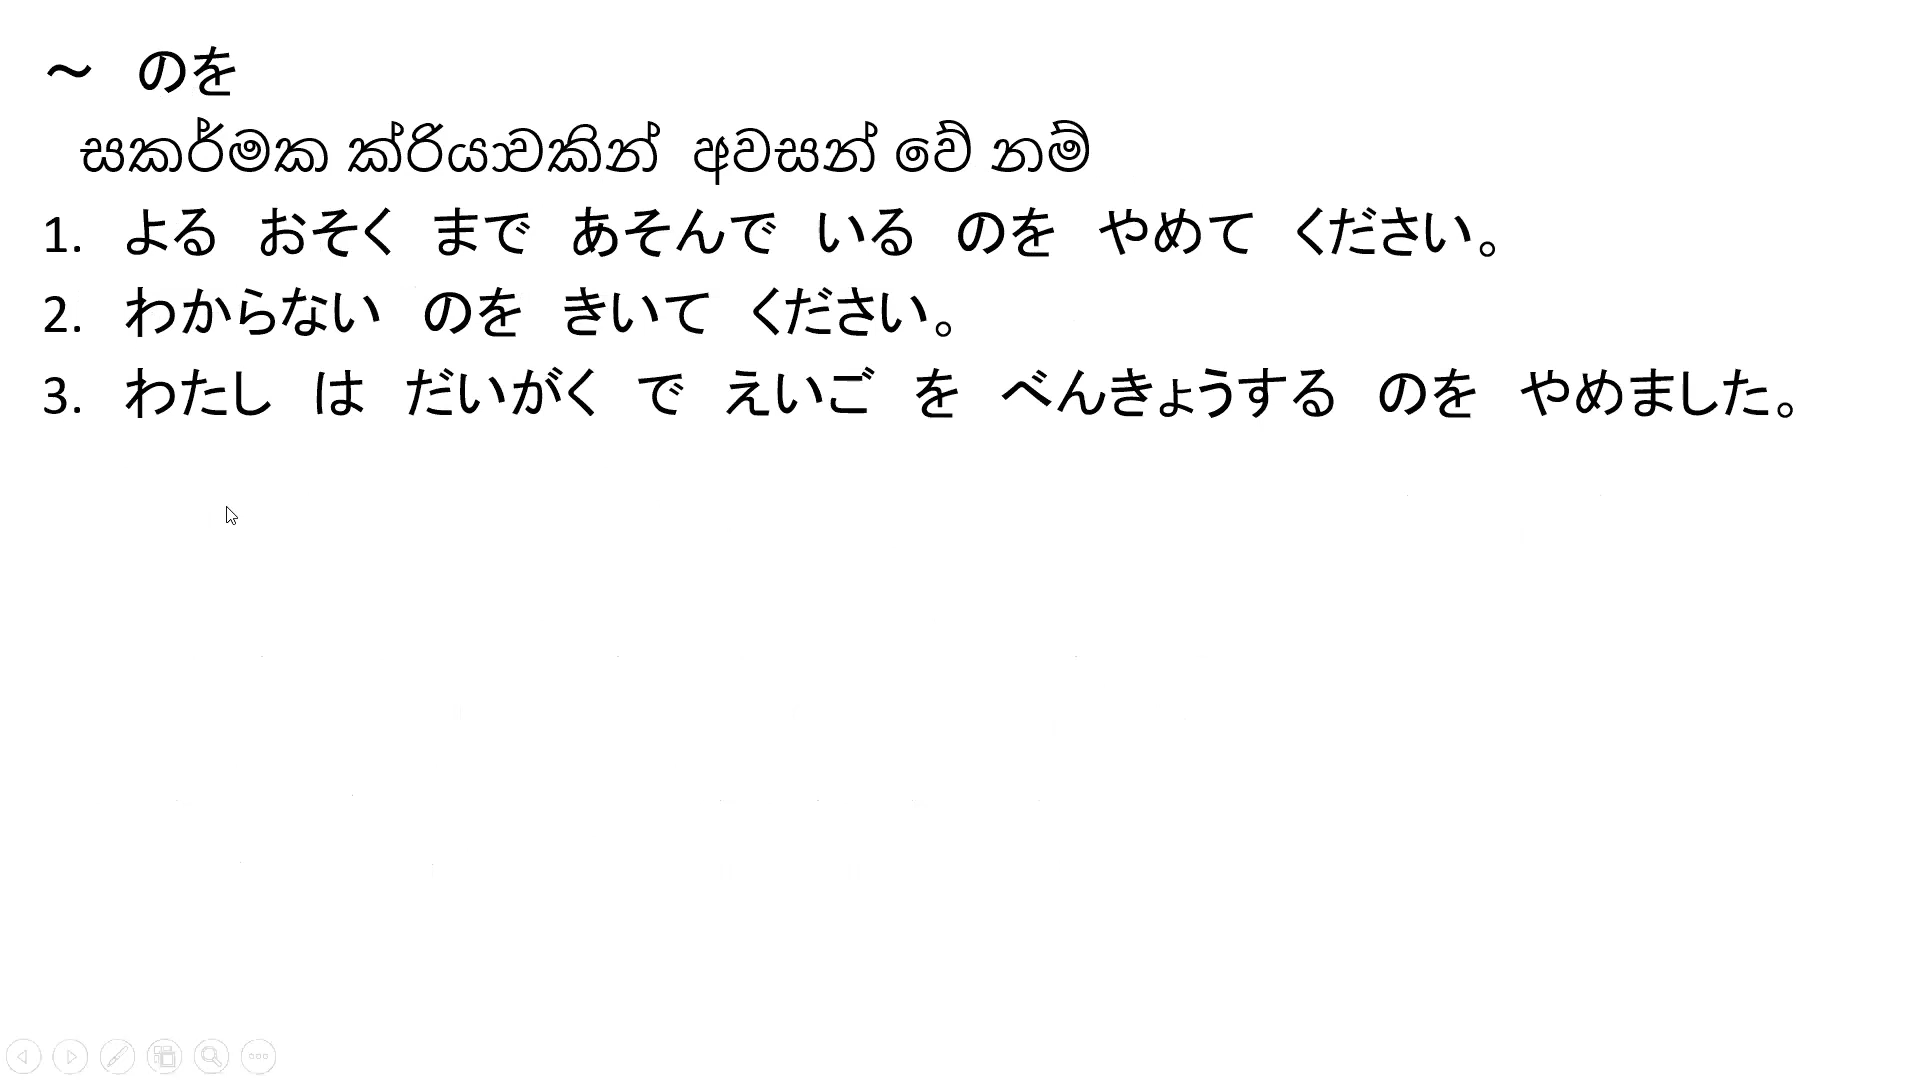 ～　のを
සකර්මක ක්රියාවකින්  අවසන් වේ නම්
1. よる　おそく　まで　あそんで　いる　のを　やめて　ください。
2. わからない　のを　きいて　ください。
3. わたし　は　だいがく　で　えいご　を　べんきょうする　のを　やめました。